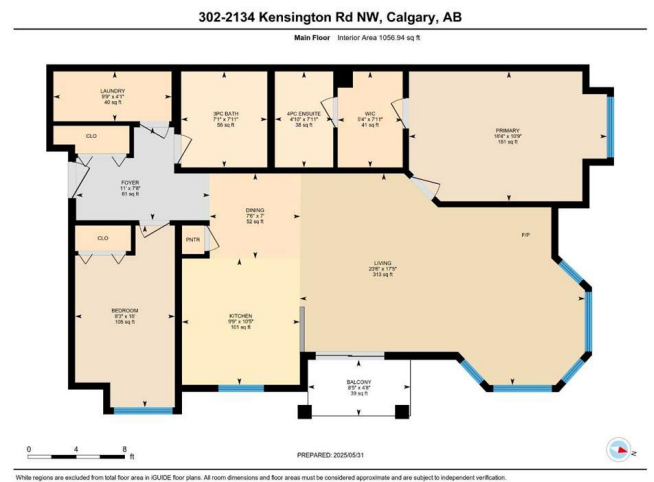 302-2134 Kensington Rd NW, Calgary, AB
Main Floor Interior Area 1056.94 sq ft
LAUNDRY
9'9" x 4'1"
40 sq ft
3PC BATH
7'1" x 7'11"
56 sq ft
4PC ENSUITE
4'10" x 7'11"
38 sq ft
WIC
5'4" x 7'11"
41 sq ft
PRIMARY
16'4" x 10'9"
161 sq ft
CLO
FOYER
11' x 7'8"
61 sq ft
DINING
7'6" x 7'
52 sq ft
CLO
PNTR
F/P
LIVING
23'8" x 17'5"
313 sq ft
KITCHEN
9'9" x 10'5"
101 sq ft
BEDROOM
8'3" x 15'
108 sq ft
BALCONY
8'5" x 4'8"
39 sq ft
0 4 8
ft
PREPARED: 2025/05/31
N
White regions are excluded from total floor area in iGUIDE floor plans. All room dimensions and floor areas must be considered approximate and are subject to independent verification.